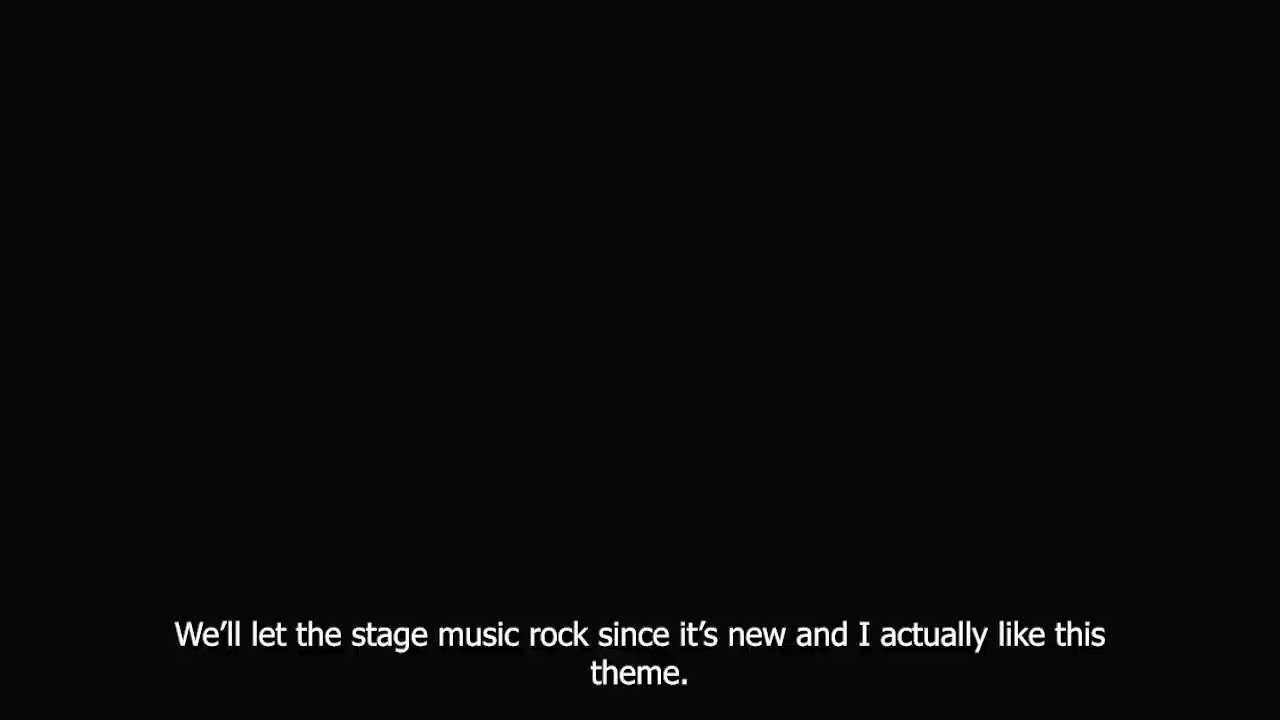 We’ll let the stage music rock since it’s new and I actually like this
theme.